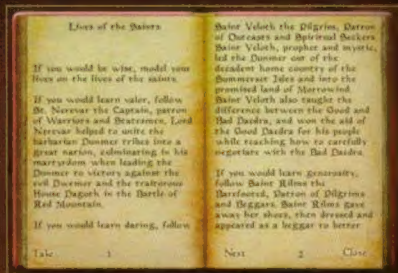 Lives of the Saints
If you would be wise, model your
lives on the lives of the saints.
If you would learn valor, follow
St. Nerevar the Captain, patron
of Warriors and Statesmen. Lord
Nerevar helped to unite the
barbarian Dunmer tribes into a
great nation, culminating in his
martyrdom when leading the
Dunmer to victory against the
evil Dwemer and the traitorous
House Dagoth in the Battle of
Red Mountain.
If you would learn daring, follow
Take
1
Saint Veloth the Pilgrim, Patron
of Outcasts and Spiritual Seekers.
Saint Veloth, prophet and mystic,
led the Dunmer out of the
decadent home country of the
Summerset Isles and into the
promised land of Morrowind.
Saint Veloth also taught the
difference between the Good and
Bad Daedra, and won the aid of
the Good Daedra for his people
while teaching how to carefully
negotiate with the Bad Daedra.
If you would learn generosity,
follow Saint Rilms the
Barefooted, Patron of Pilgrims
and Beggars. Saint Rilms gave
away her shoes, then dressed and
appeared as a beggar to better
Next
2
Close